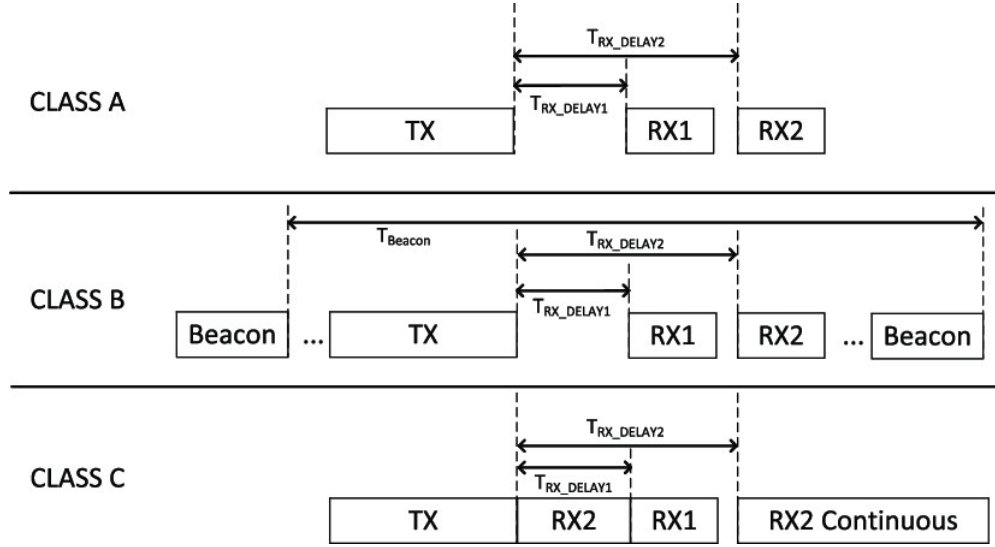 T_RX_DELAY2
CLASS A
T_RX_DELAY1
TX RX1 RX2
T_Beacon T_RX_DELAY2
CLASS B
T_RX_DELAY1
Beacon ... TX RX1 RX2 ... Beacon
T_RX_DELAY2
CLASS C
T_RX_DELAY1
TX RX2 RX1 RX2 Continuous